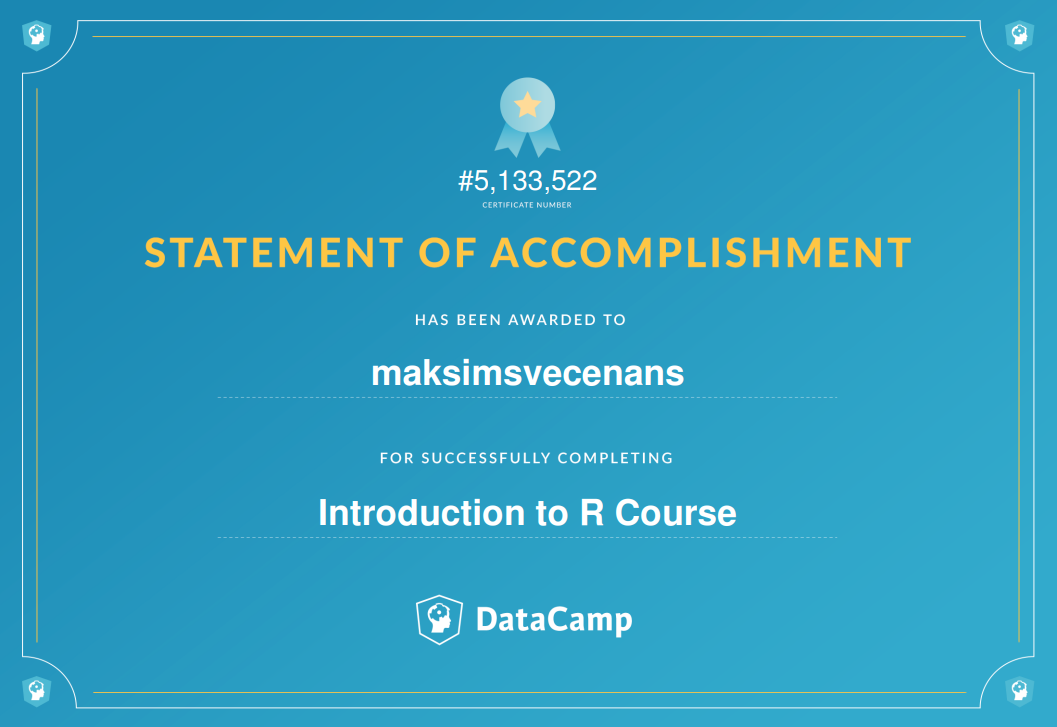 #5,133,522
CERTIFICATE NUMBER
STATEMENT OF ACCOMPLISHMENT
HAS BEEN AWARDED TO
maksimsvecenans
FOR SUCCESSFULLY COMPLETING
Introduction to R Course
DataCamp